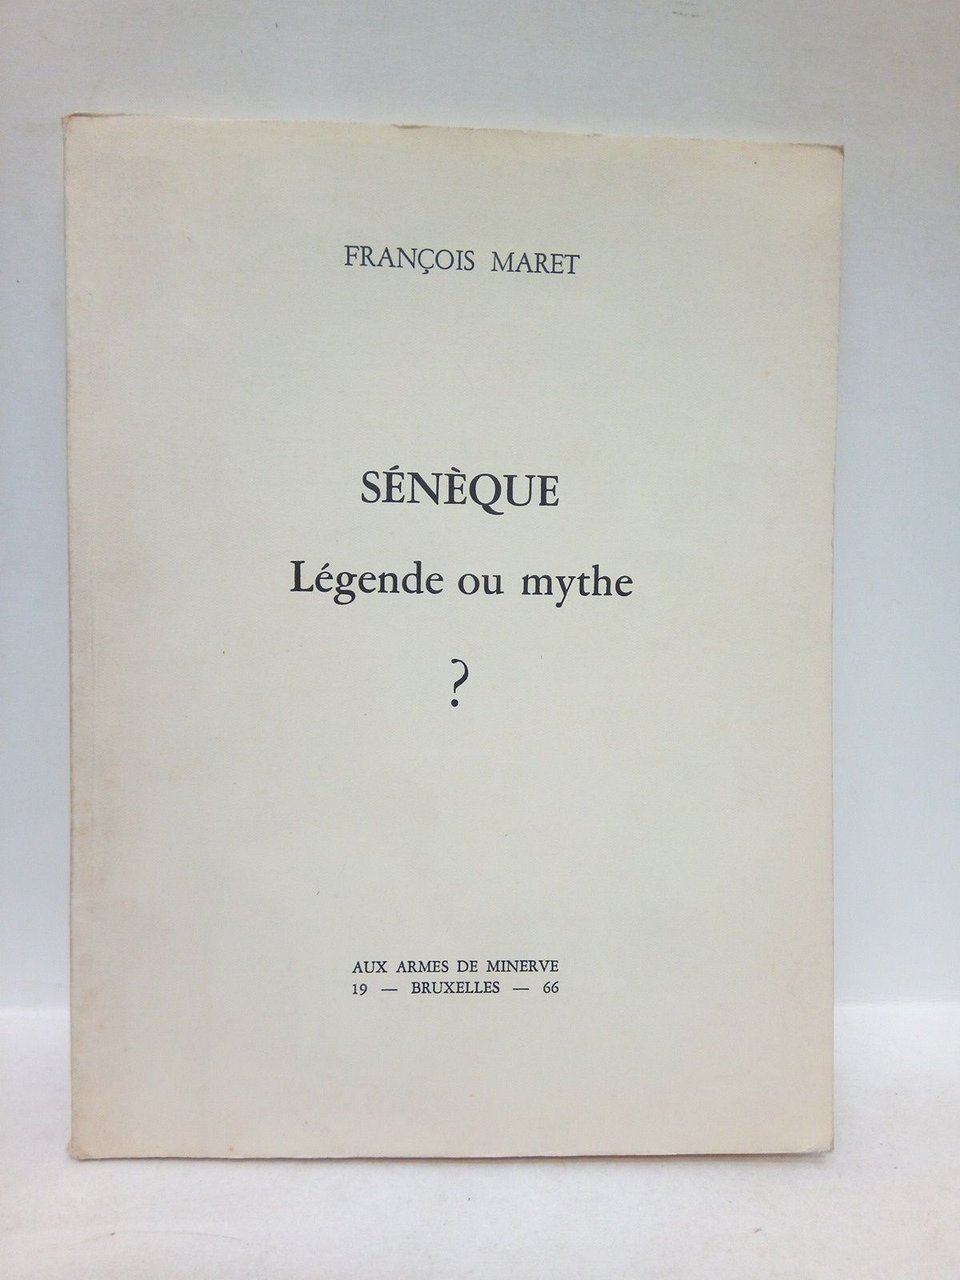 FRANÇOIS MARET
SÉNÈQUE
Légende ou mythe
?
AUX ARMES DE MINERVE
19 — BRUXELLES — 66